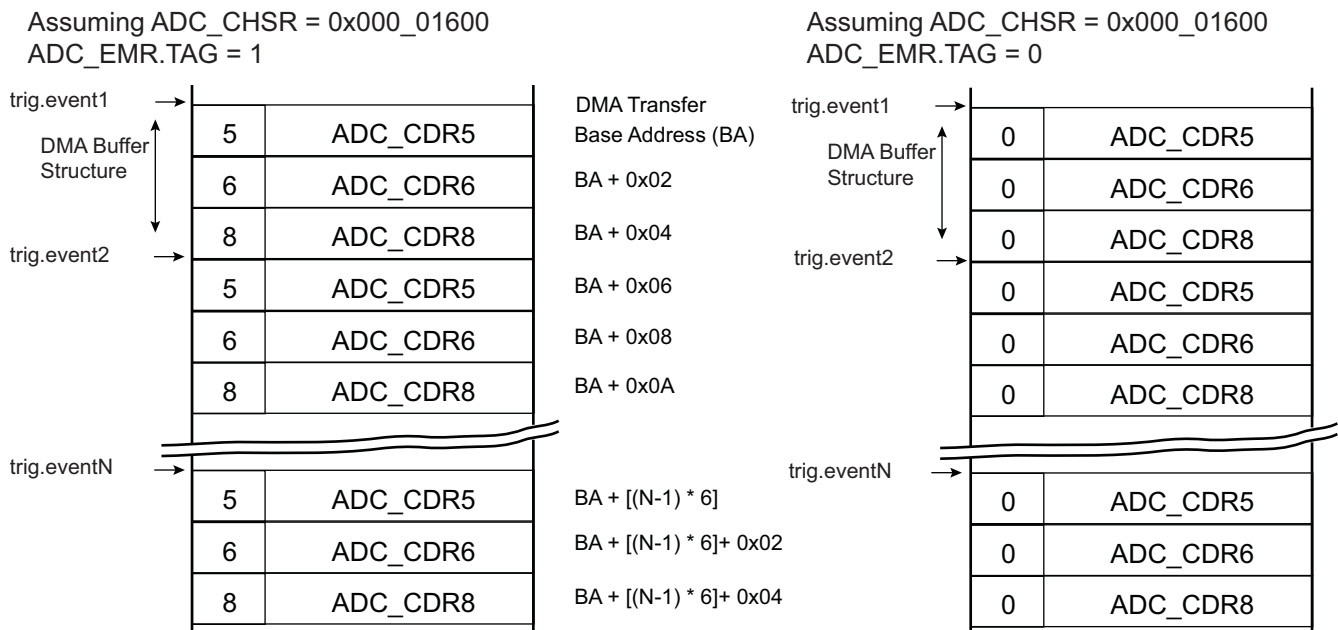 Assuming ADC_CHSR = 0x000_01600
ADC_EMR.TAG = 1
trig.event1
DMA Buffer
Structure
trig.event2
trig.eventN
5 ADC_CDR5
6 ADC_CDR6
8 ADC_CDR8
5 ADC_CDR5
6 ADC_CDR6
8 ADC_CDR8
5 ADC_CDR5
6 ADC_CDR6
8 ADC_CDR8
DMA Transfer
Base Address (BA)
BA + 0x02
BA + 0x04
BA + 0x06
BA + 0x08
BA + 0x0A
BA + [(N-1) * 6]
BA + [(N-1) * 6]+ 0x02
BA + [(N-1) * 6]+ 0x04
Assuming ADC_CHSR = 0x000_01600
ADC_EMR.TAG = 0
trig.event1
DMA Buffer
Structure
trig.event2
trig.eventN
0 ADC_CDR5
0 ADC_CDR6
0 ADC_CDR8
0 ADC_CDR5
0 ADC_CDR6
0 ADC_CDR8
0 ADC_CDR5
0 ADC_CDR6
0 ADC_CDR8